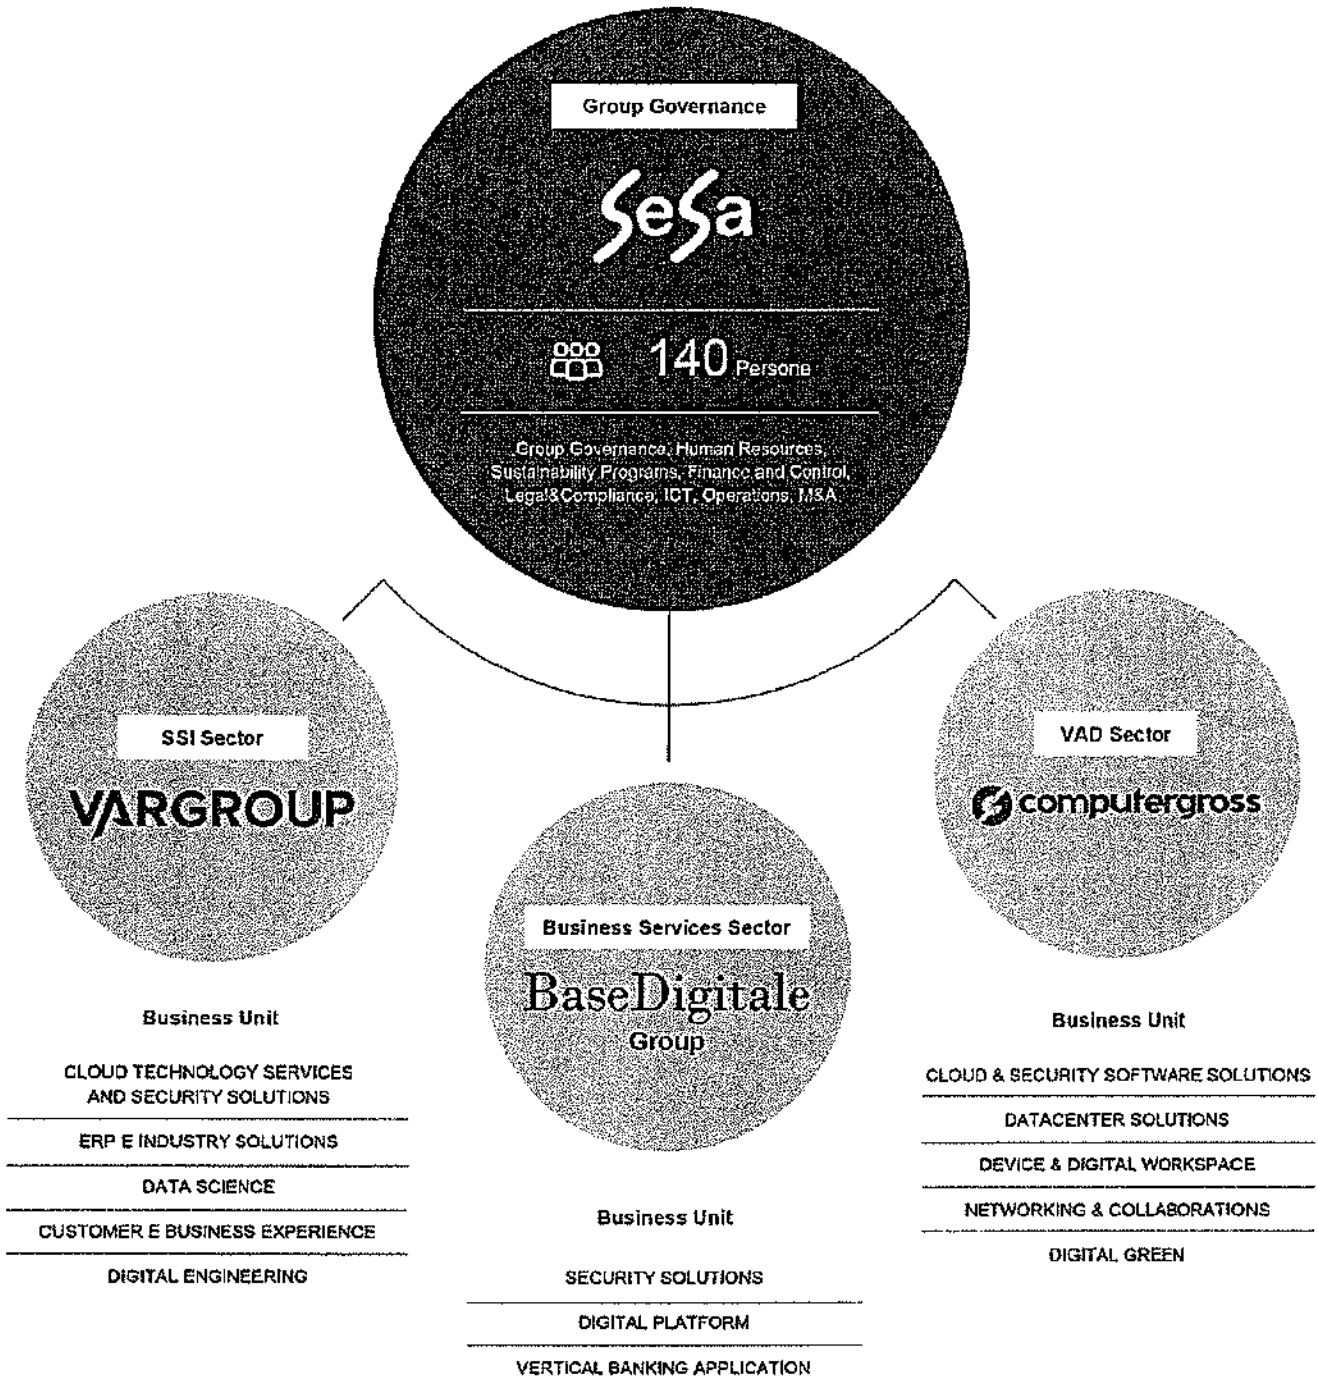 Group Governance
SeSa
140 Persone
Group Governance, Human Resources,
Sustainability Programs, Finance and Control,
Legal&Compliance, ICT, Operations, M&A
SSI Sector
VARGROUP
Business Unit
CLOUD TECHNOLOGY SERVICES
AND SECURITY SOLUTIONS
ERP E INDUSTRY SOLUTIONS
DATA SCIENCE
CUSTOMER E BUSINESS EXPERIENCE
DIGITAL ENGINEERING
Business Services Sector
BaseDigitale
Group
Business Unit
SECURITY SOLUTIONS
DIGITAL PLATFORM
VERTICAL BANKING APPLICATION
VAD Sector
computergross
Business Unit
CLOUD & SECURITY SOFTWARE SOLUTIONS
DATACENTER SOLUTIONS
DEVICE & DIGITAL WORKSPACE
NETWORKING & COLLABORATIONS
DIGITAL GREEN